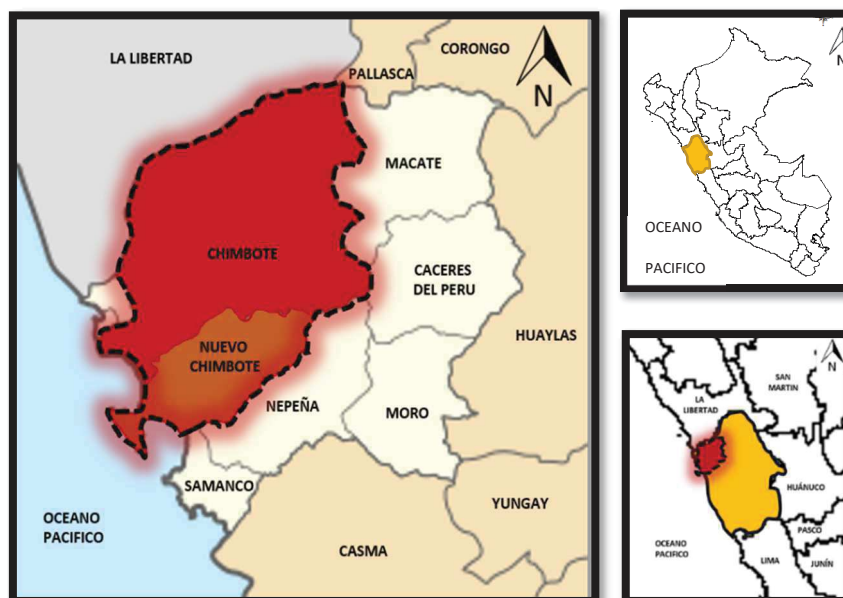 LA LIBERTAD
CORONGO
PALLASCA
N
MACATE
CHIMBOTE
CACERES
DEL PERU
HUAYLAS
NUEVO
CHIMBOTE
NEPEÑA
MORO
SAMANCO
YUNGAY
OCEANO
PACIFICO
CASMA
N
OCEANO
PACIFICO
N
SAN
MARTIN
LA
LIBERTAD
HUÁNUCO
PASCO
OCEANO
PACIFICO
LIMA
JUNÍN